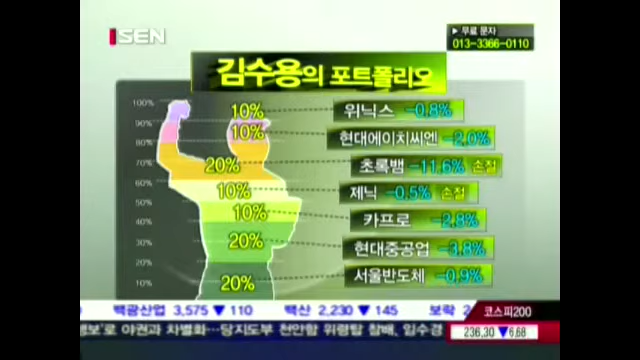 iSEN
▶ 무료 문자
013-3366-0110
김수용의 포트폴리오
100%
90%
80%
70%
60%
50%
40%
30%
20%
10%
10% 위닉스 -0.8%
10% 현대에이치씨엔 -2.0%
20% 초록뱀 -11.6% 손절
10% 제닉 -0.5% 손절
10% 카프로 -2.8%
20% 현대중공업 -3.8%
20% 서울반도체 -0.9%
백광산업 3,575 ▼110 백산 2,230 ▼145 보락 2 코스피200
행보'로 야권과 차별화…당지도부 천안함 위령탑 참배, 임수경 236.30 ▼6.68